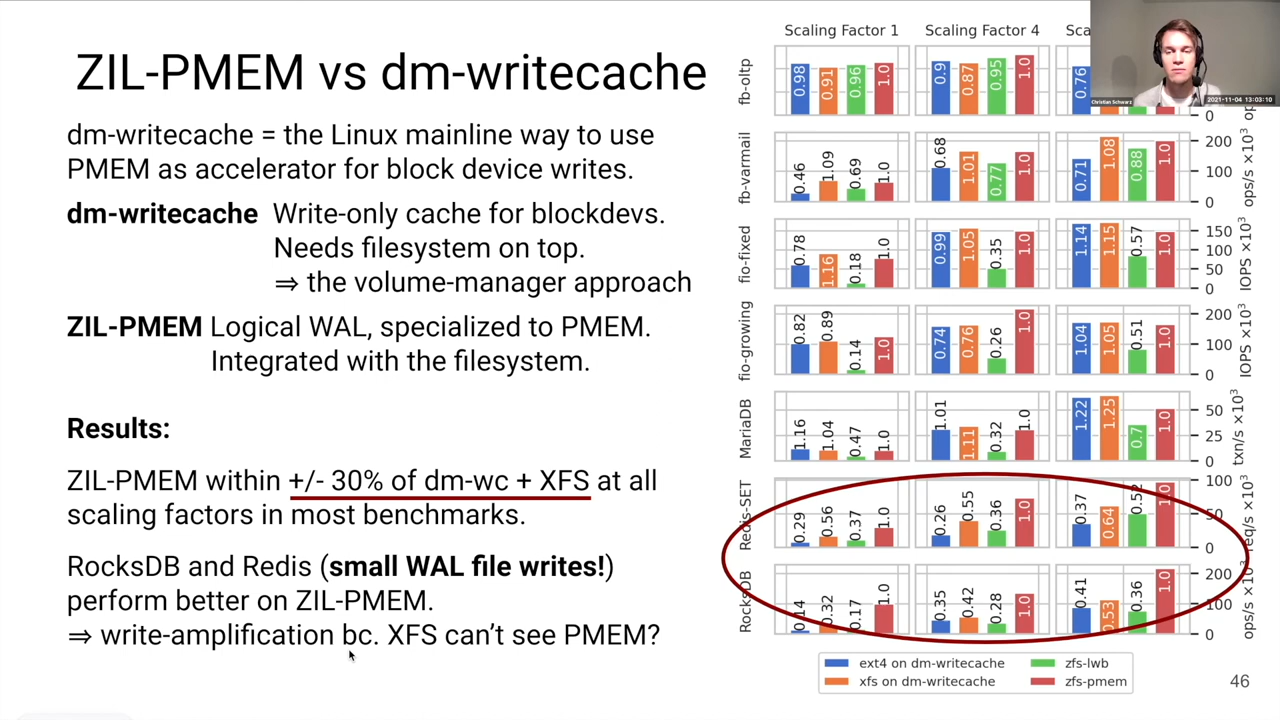 ZIL-PMEM vs dm-writecache
dm-writecache = the Linux mainline way to use
PMEM as accelerator for block device writes.
dm-writecache Write-only cache for blockdevs.
Needs filesystem on top.
⇒ the volume-manager approach
ZIL-PMEM Logical WAL, specialized to PMEM.
Integrated with the filesystem.
Results:
ZIL-PMEM within +/- 30% of dm-wc + XFS at all
scaling factors in most benchmarks.
RocksDB and Redis (small WAL file writes!)
perform better on ZIL-PMEM.
⇒ write-amplification bc. XFS can't see PMEM?
Scaling Factor 1 Scaling Factor 4 Sca
Christian Schwarz 2021-11-04 13:03:10
fb-oltp 0.98 0.91 0.96 1.0 0.9 0.87 0.95 1.0 0.76 0
fb-varmail 0.46 1.09 0.69 1.0 0.68 1.01 0.77 1.0 0.71 1.08 0.88 1.0 200 100 0 ops/s ×10³
fio-fixed 0.78 1.16 0.18 1.0 0.99 1.05 0.35 1.0 1.14 1.15 0.57 1.0 150 100 50 0 IOPS ×10³
fio-growing 0.82 0.89 0.14 1.0 0.74 0.76 0.26 1.0 1.04 1.05 0.51 1.0 200 100 0 IOPS ×10³
MariaDB 1.16 1.04 0.47 1.0 1.01 1.11 0.32 1.0 1.22 1.25 0.7 1.0 50 25 0 txn/s ×10³
Redis-SET 0.29 0.56 0.37 1.0 0.26 0.55 0.36 1.0 0.37 0.64 0.52 1.0 100 50 0 req/s ×10³
RocksDB 0.14 0.32 0.17 1.0 0.35 0.42 0.28 1.0 0.41 0.53 0.36 1.0 200 100 0 ops/s ×10³
ext4 on dm-writecache zfs-lwb
xfs on dm-writecache zfs-pmem
46